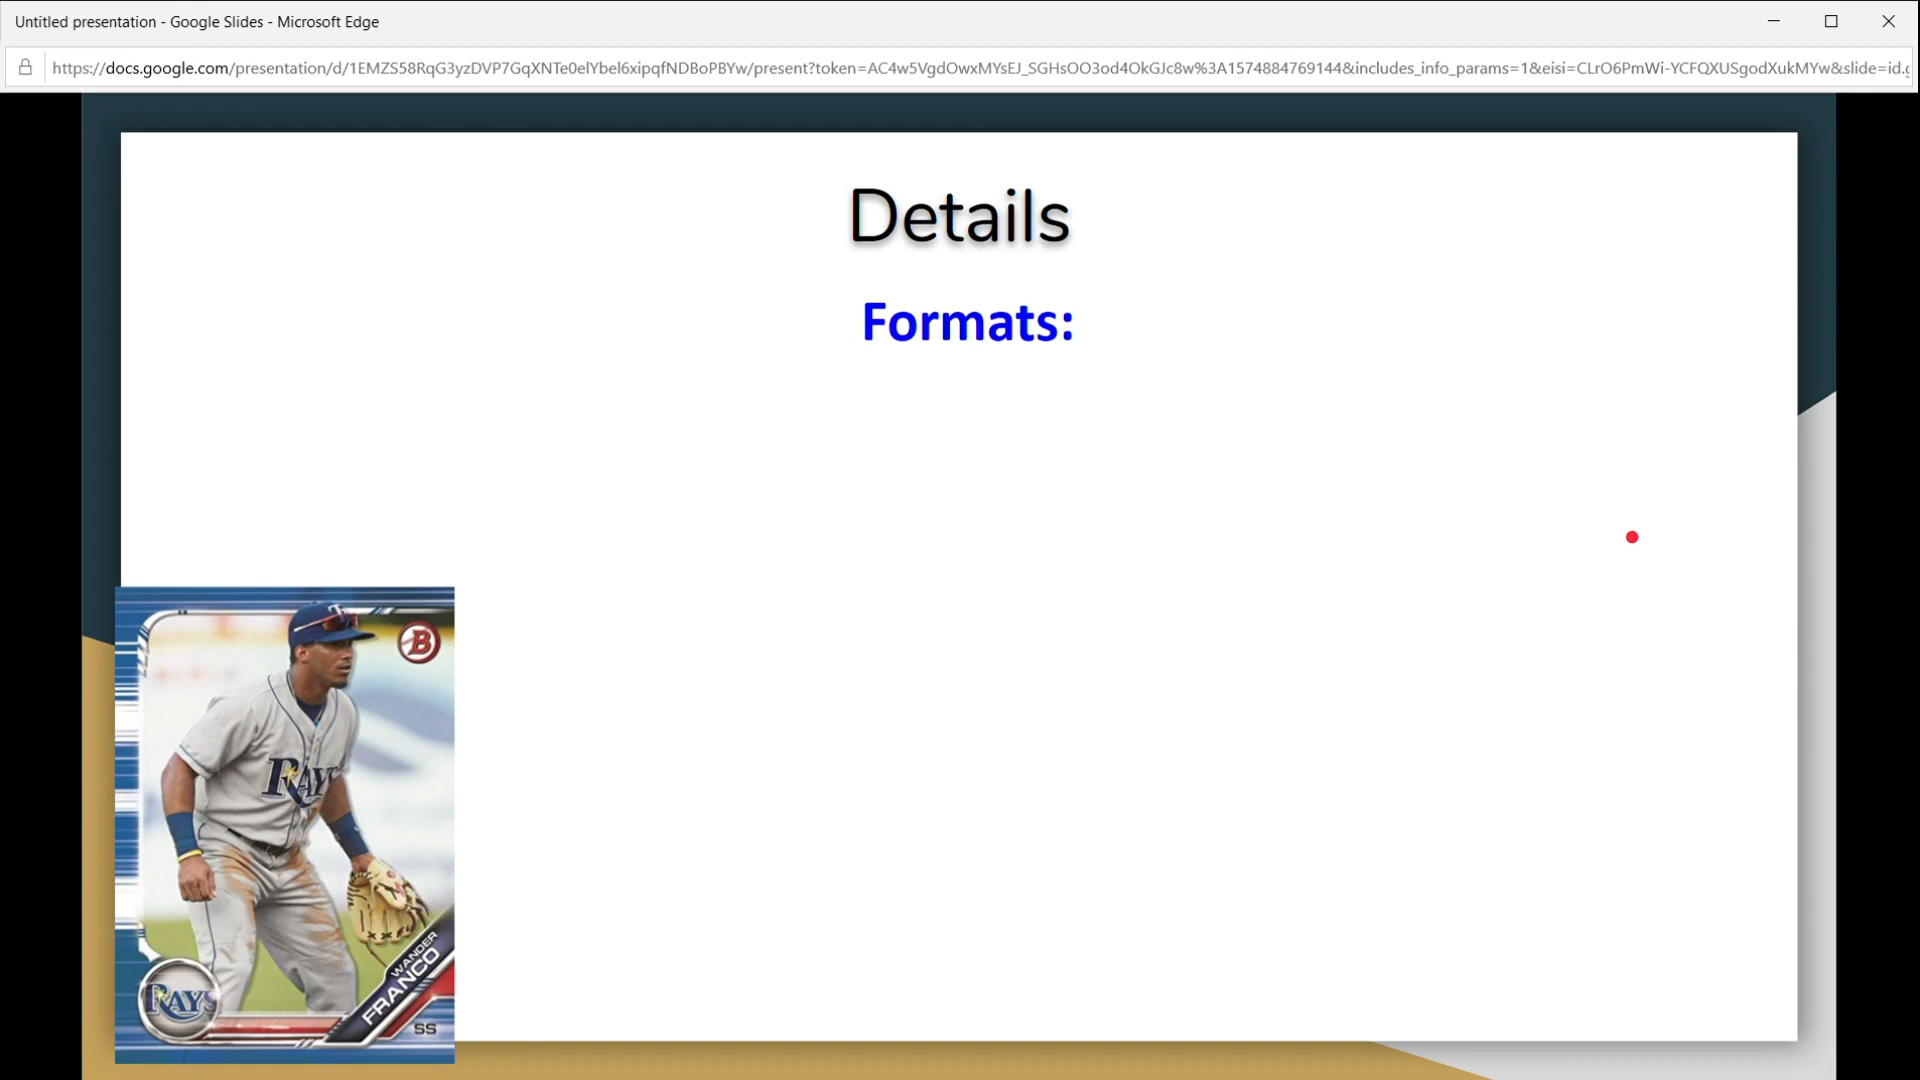 Untitled presentation - Google Slides - Microsoft Edge
https://docs.google.com/presentation/d/1EMZS58RqG3yzDVP7GqXNTe0elYbel6xipqfNDBoPBYw/present?token=AC4w5VgdOwxMYsEJ_SGHsOO3od4OkGJc8w%3A1574884769144&includes_info_params=1&eisi=CLrO6PmWi-YCFQXUSgodXukMYw&slide=id.g
Details
Formats:
B
RAYS
WANDER
FRANCO
RAYS
SS